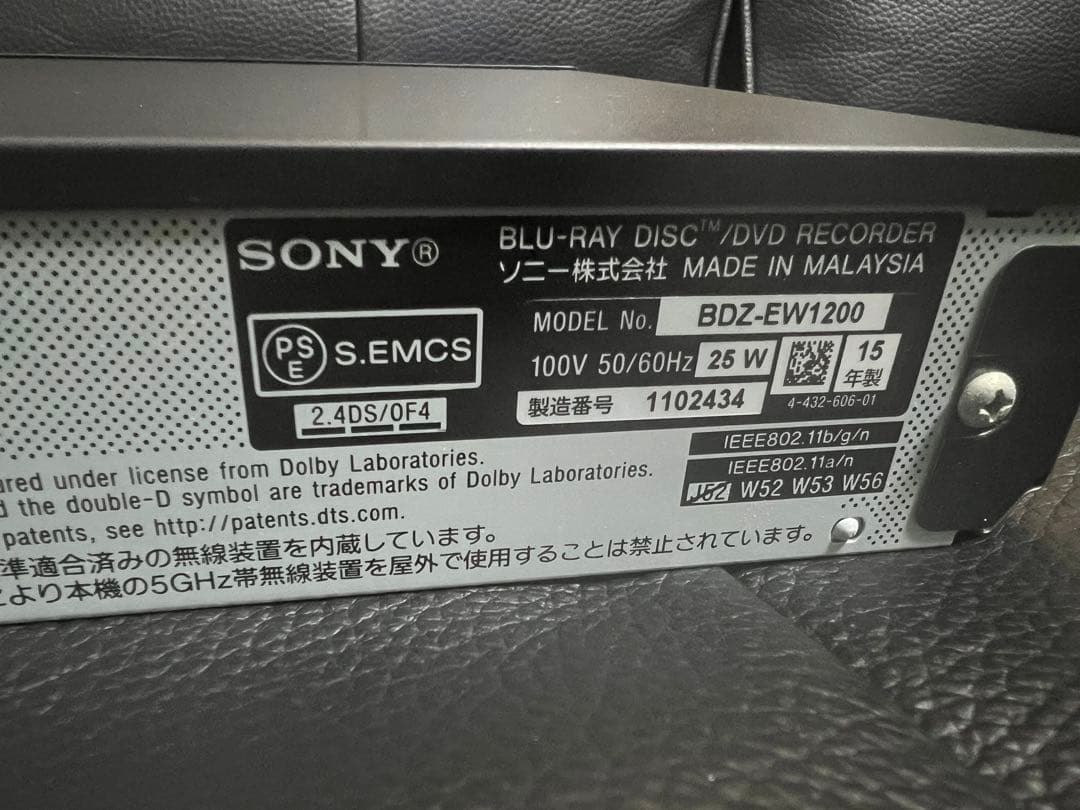 SONY®
BLU-RAY DISC™/DVD RECORDER
ソニー株式会社 MADE IN MALAYSIA
MODEL No. BDZ-EW1200
PSE S.EMCS
100V 50/60Hz 25 W
15年製
2.4DS/OF4
製造番号 1102434
4-432-606-01
IEEE802.11b/g/n
IEEE802.11a/n
J52 W52 W53 W56
ured under license from Dolby Laboratories.
d the double-D symbol are trademarks of Dolby Laboratories.
patents, see http://patents.dts.com.
準適合済みの無線装置を内蔵しています。
より本機の5GHz帯無線装置を屋外で使用することは禁止されています。